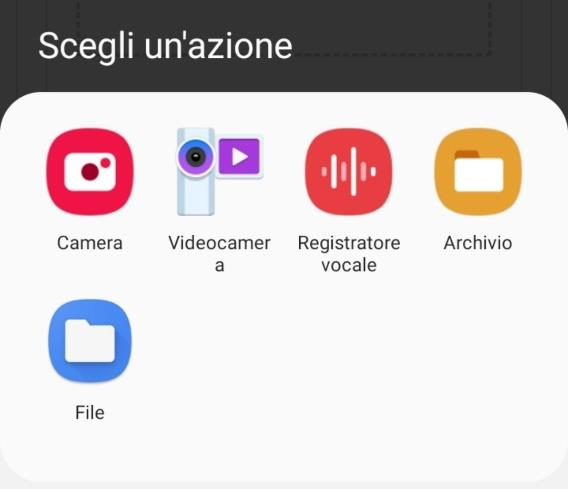 Scegli un'azione
Camera
Videocamer
a
Registratore
vocale
Archivio
File